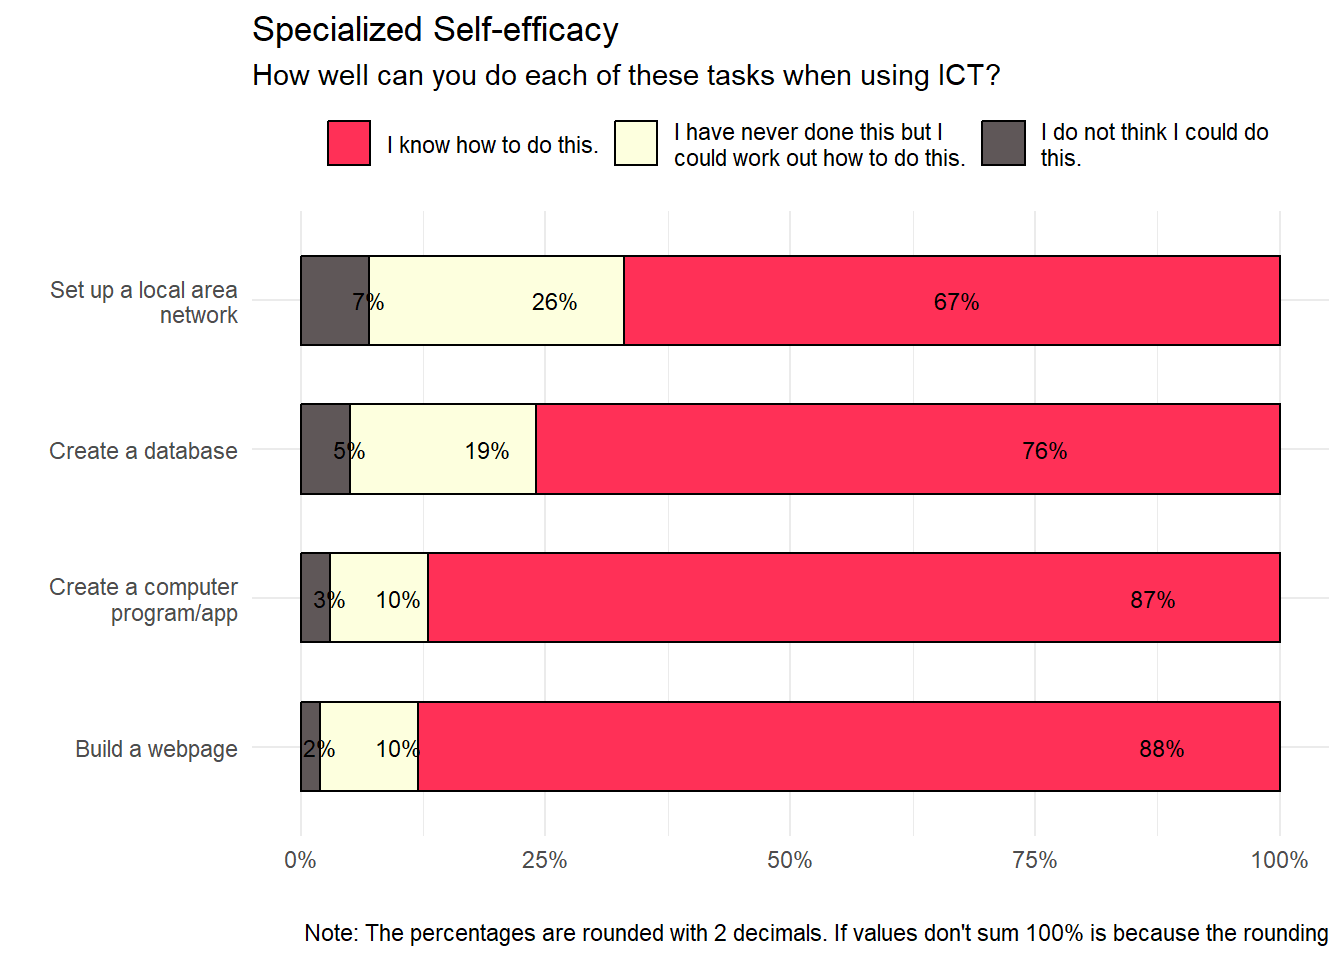 Specialized Self-efficacy
How well can you do each of these tasks when using ICT?
I know how to do this.
I have never done this but I
could work out how to do this.
I do not think I could do
this.
Set up a local area
network
7%
26%
67%
Create a database
5%
19%
76%
Create a computer
program/app
3%
10%
87%
Build a webpage
2%
10%
88%
0%
25%
50%
75%
100%
Note: The percentages are rounded with 2 decimals. If values don't sum 100% is because the rounding